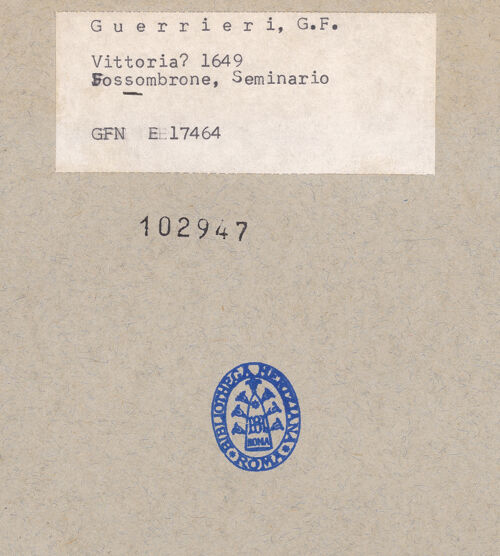 Guerrieri, G.F.
Vittoria? 1649
Fossombrone, Seminario
GFN E 17464
102947
BIBLIOTHECA HERTZIANA
ROMA
ROMA